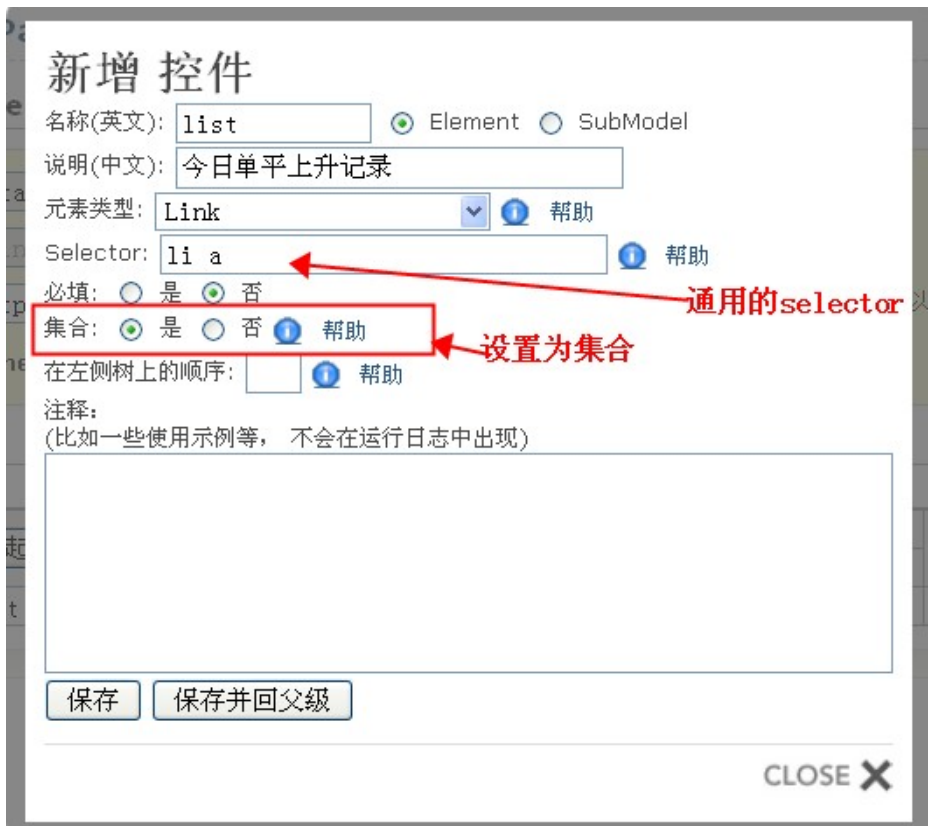 新增 控件
名称(英文): list Element SubModel
说明(中文): 今日单平上升记录
元素类型: Link 帮助
Selector: li a 帮助
必填: 是 否
通用的selector
集合: 是 否 帮助
设置为集合
在左侧树上的顺序: 帮助
注释:
(比如一些使用示例等, 不会在运行日志中出现)
保存 保存并回父级
CLOSE